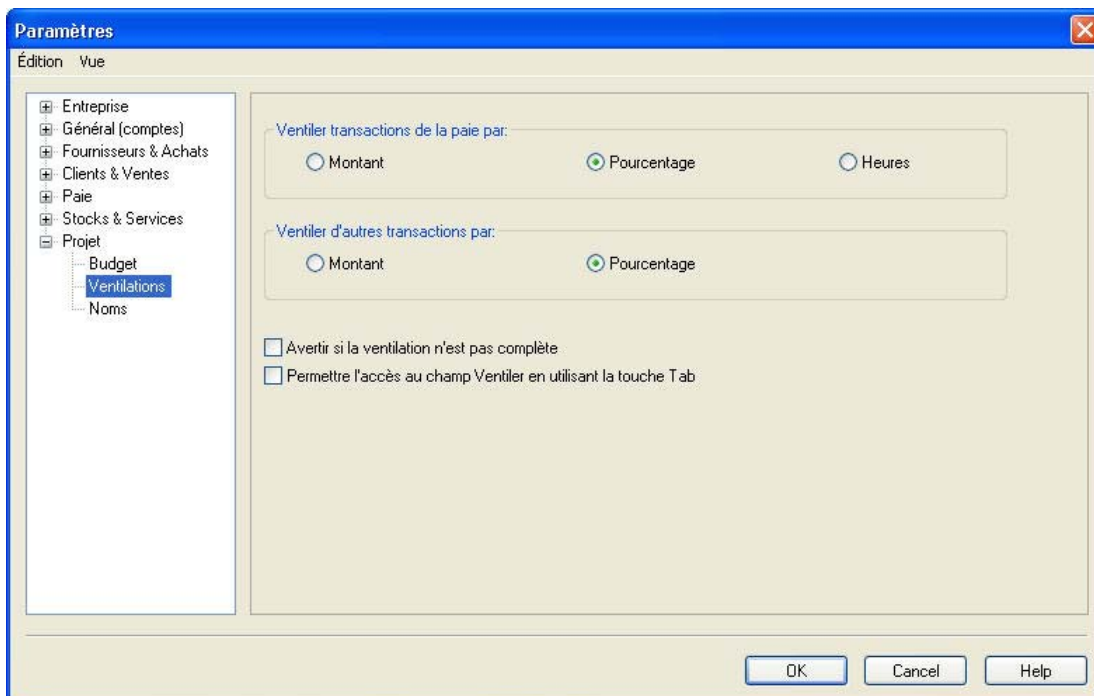 Paramètres
Édition Vue
Entreprise
Général (comptes)
Fournisseurs & Achats
Clients & Ventes
Paie
Stocks & Services
Projet
Budget
Ventilations
Noms
Ventiler transactions de la paie par:
Montant
Pourcentage
Heures
Ventiler d'autres transactions par:
Montant
Pourcentage
Avertir si la ventilation n'est pas complète
Permettre l'accès au champ Ventiler en utilisant la touche Tab
OK
Cancel
Help